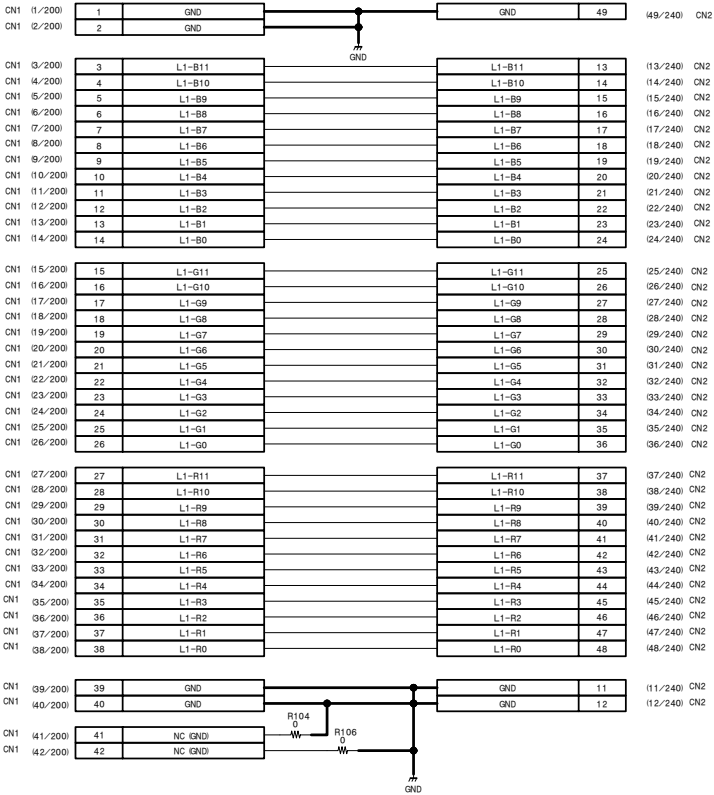 CN1 (1/200) 1 GND GND 49 (49/240) CN2
CN1 (2/200) 2 GND
GND
CN1 (3/200) 3 L1-B11 L1-B11 13 (13/240) CN2
CN1 (4/200) 4 L1-B10 L1-B10 14 (14/240) CN2
CN1 (5/200) 5 L1-B9 L1-B9 15 (15/240) CN2
CN1 (6/200) 6 L1-B8 L1-B8 16 (16/240) CN2
CN1 (7/200) 7 L1-B7 L1-B7 17 (17/240) CN2
CN1 (8/200) 8 L1-B6 L1-B6 18 (18/240) CN2
CN1 (9/200) 9 L1-B5 L1-B5 19 (19/240) CN2
CN1 (10/200) 10 L1-B4 L1-B4 20 (20/240) CN2
CN1 (11/200) 11 L1-B3 L1-B3 21 (21/240) CN2
CN1 (12/200) 12 L1-B2 L1-B2 22 (22/240) CN2
CN1 (13/200) 13 L1-B1 L1-B1 23 (23/240) CN2
CN1 (14/200) 14 L1-B0 L1-B0 24 (24/240) CN2
CN1 (15/200) 15 L1-G11 L1-G11 25 (25/240) CN2
CN1 (16/200) 16 L1-G10 L1-G10 26 (26/240) CN2
CN1 (17/200) 17 L1-G9 L1-G9 27 (27/240) CN2
CN1 (18/200) 18 L1-G8 L1-G8 28 (28/240) CN2
CN1 (19/200) 19 L1-G7 L1-G7 29 (29/240) CN2
CN1 (20/200) 20 L1-G6 L1-G6 30 (30/240) CN2
CN1 (21/200) 21 L1-G5 L1-G5 31 (31/240) CN2
CN1 (22/200) 22 L1-G4 L1-G4 32 (32/240) CN2
CN1 (23/200) 23 L1-G3 L1-G3 33 (33/240) CN2
CN1 (24/200) 24 L1-G2 L1-G2 34 (34/240) CN2
CN1 (25/200) 25 L1-G1 L1-G1 35 (35/240) CN2
CN1 (26/200) 26 L1-G0 L1-G0 36 (36/240) CN2
CN1 (27/200) 27 L1-R11 L1-R11 37 (37/240) CN2
CN1 (28/200) 28 L1-R10 L1-R10 38 (38/240) CN2
CN1 (29/200) 29 L1-R9 L1-R9 39 (39/240) CN2
CN1 (30/200) 30 L1-R8 L1-R8 40 (40/240) CN2
CN1 (31/200) 31 L1-R7 L1-R7 41 (41/240) CN2
CN1 (32/200) 32 L1-R6 L1-R6 42 (42/240) CN2
CN1 (33/200) 33 L1-R5 L1-R5 43 (43/240) CN2
CN1 (34/200) 34 L1-R4 L1-R4 44 (44/240) CN2
CN1 (35/200) 35 L1-R3 L1-R3 45 (45/240) CN2
CN1 (36/200) 36 L1-R2 L1-R2 46 (46/240) CN2
CN1 (37/200) 37 L1-R1 L1-R1 47 (47/240) CN2
CN1 (38/200) 38 L1-R0 L1-R0 48 (48/240) CN2
CN1 (39/200) 39 GND GND 11 (11/240) CN2
CN1 (40/200) 40 GND GND 12 (12/240) CN2
R104
0
CN1 (41/200) 41 NC (GND)
R106
0
CN1 (42/200) 42 NC (GND)
GND